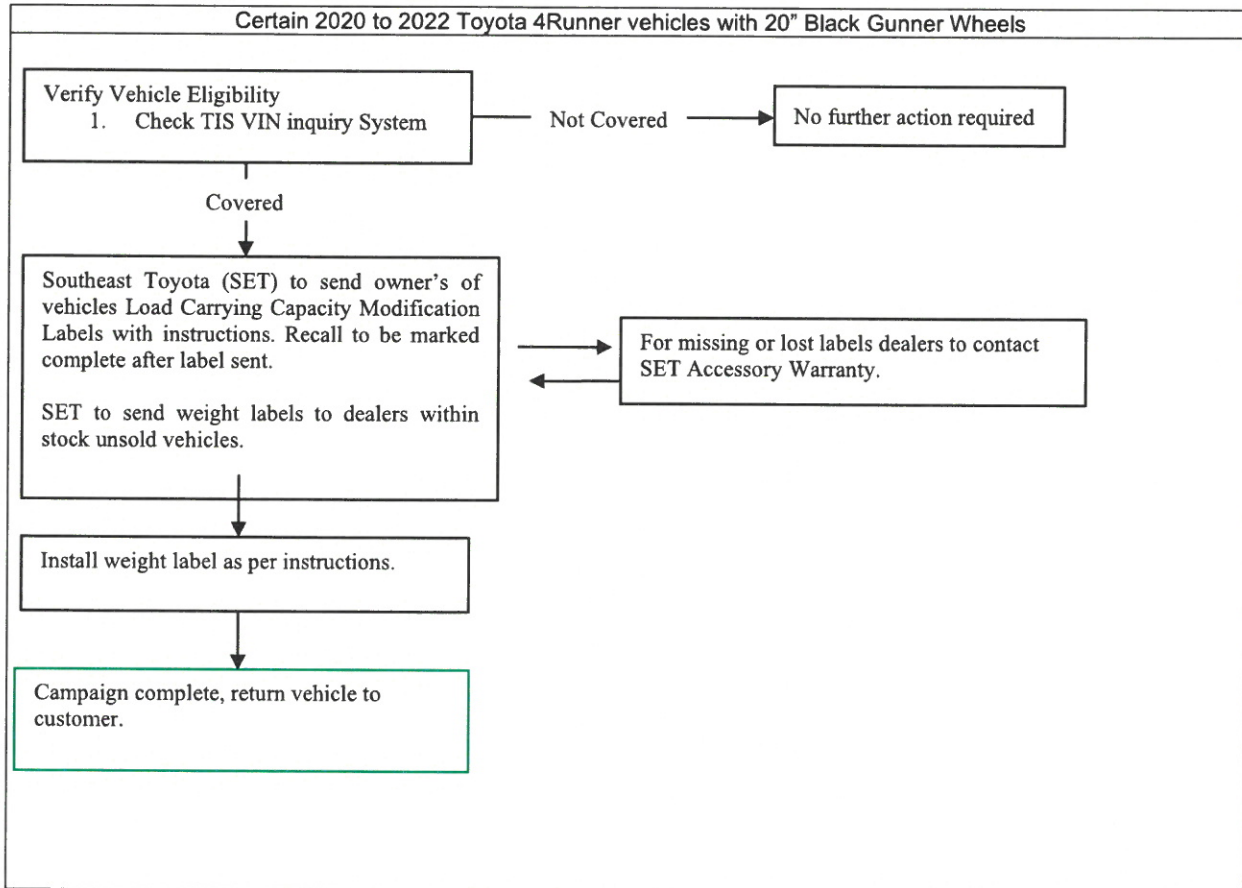 Certain 2020 to 2022 Toyota 4Runner vehicles with 20” Black Gunner Wheels
Verify Vehicle Eligibility
1. Check TIS VIN inquiry System
Not Covered
No further action required
Covered
Southeast Toyota (SET) to send owner's of
vehicles Load Carrying Capacity Modification
Labels with instructions. Recall to be marked
complete after label sent.
SET to send weight labels to dealers within
stock unsold vehicles.
For missing or lost labels dealers to contact
SET Accessory Warranty.
Install weight label as per instructions.
Campaign complete, return vehicle to
customer.